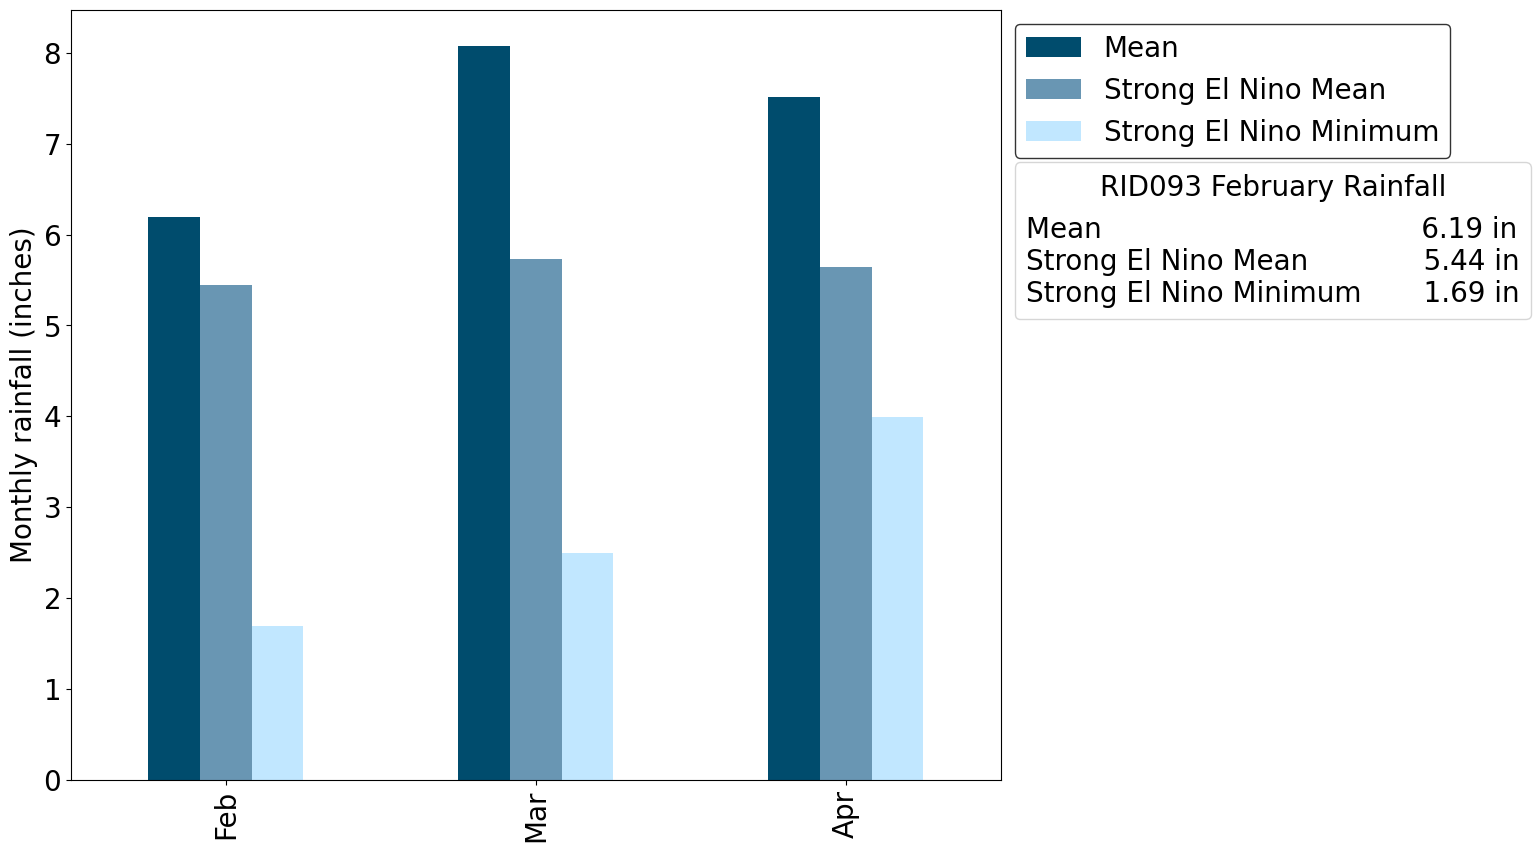 Monthly rainfall (inches)
8
7
6
5
4
3
2
1
0
Feb
Mar
Apr
Mean
Strong El Nino Mean
Strong El Nino Minimum
RID093 February Rainfall
Mean 6.19 in
Strong El Nino Mean 5.44 in
Strong El Nino Minimum 1.69 in